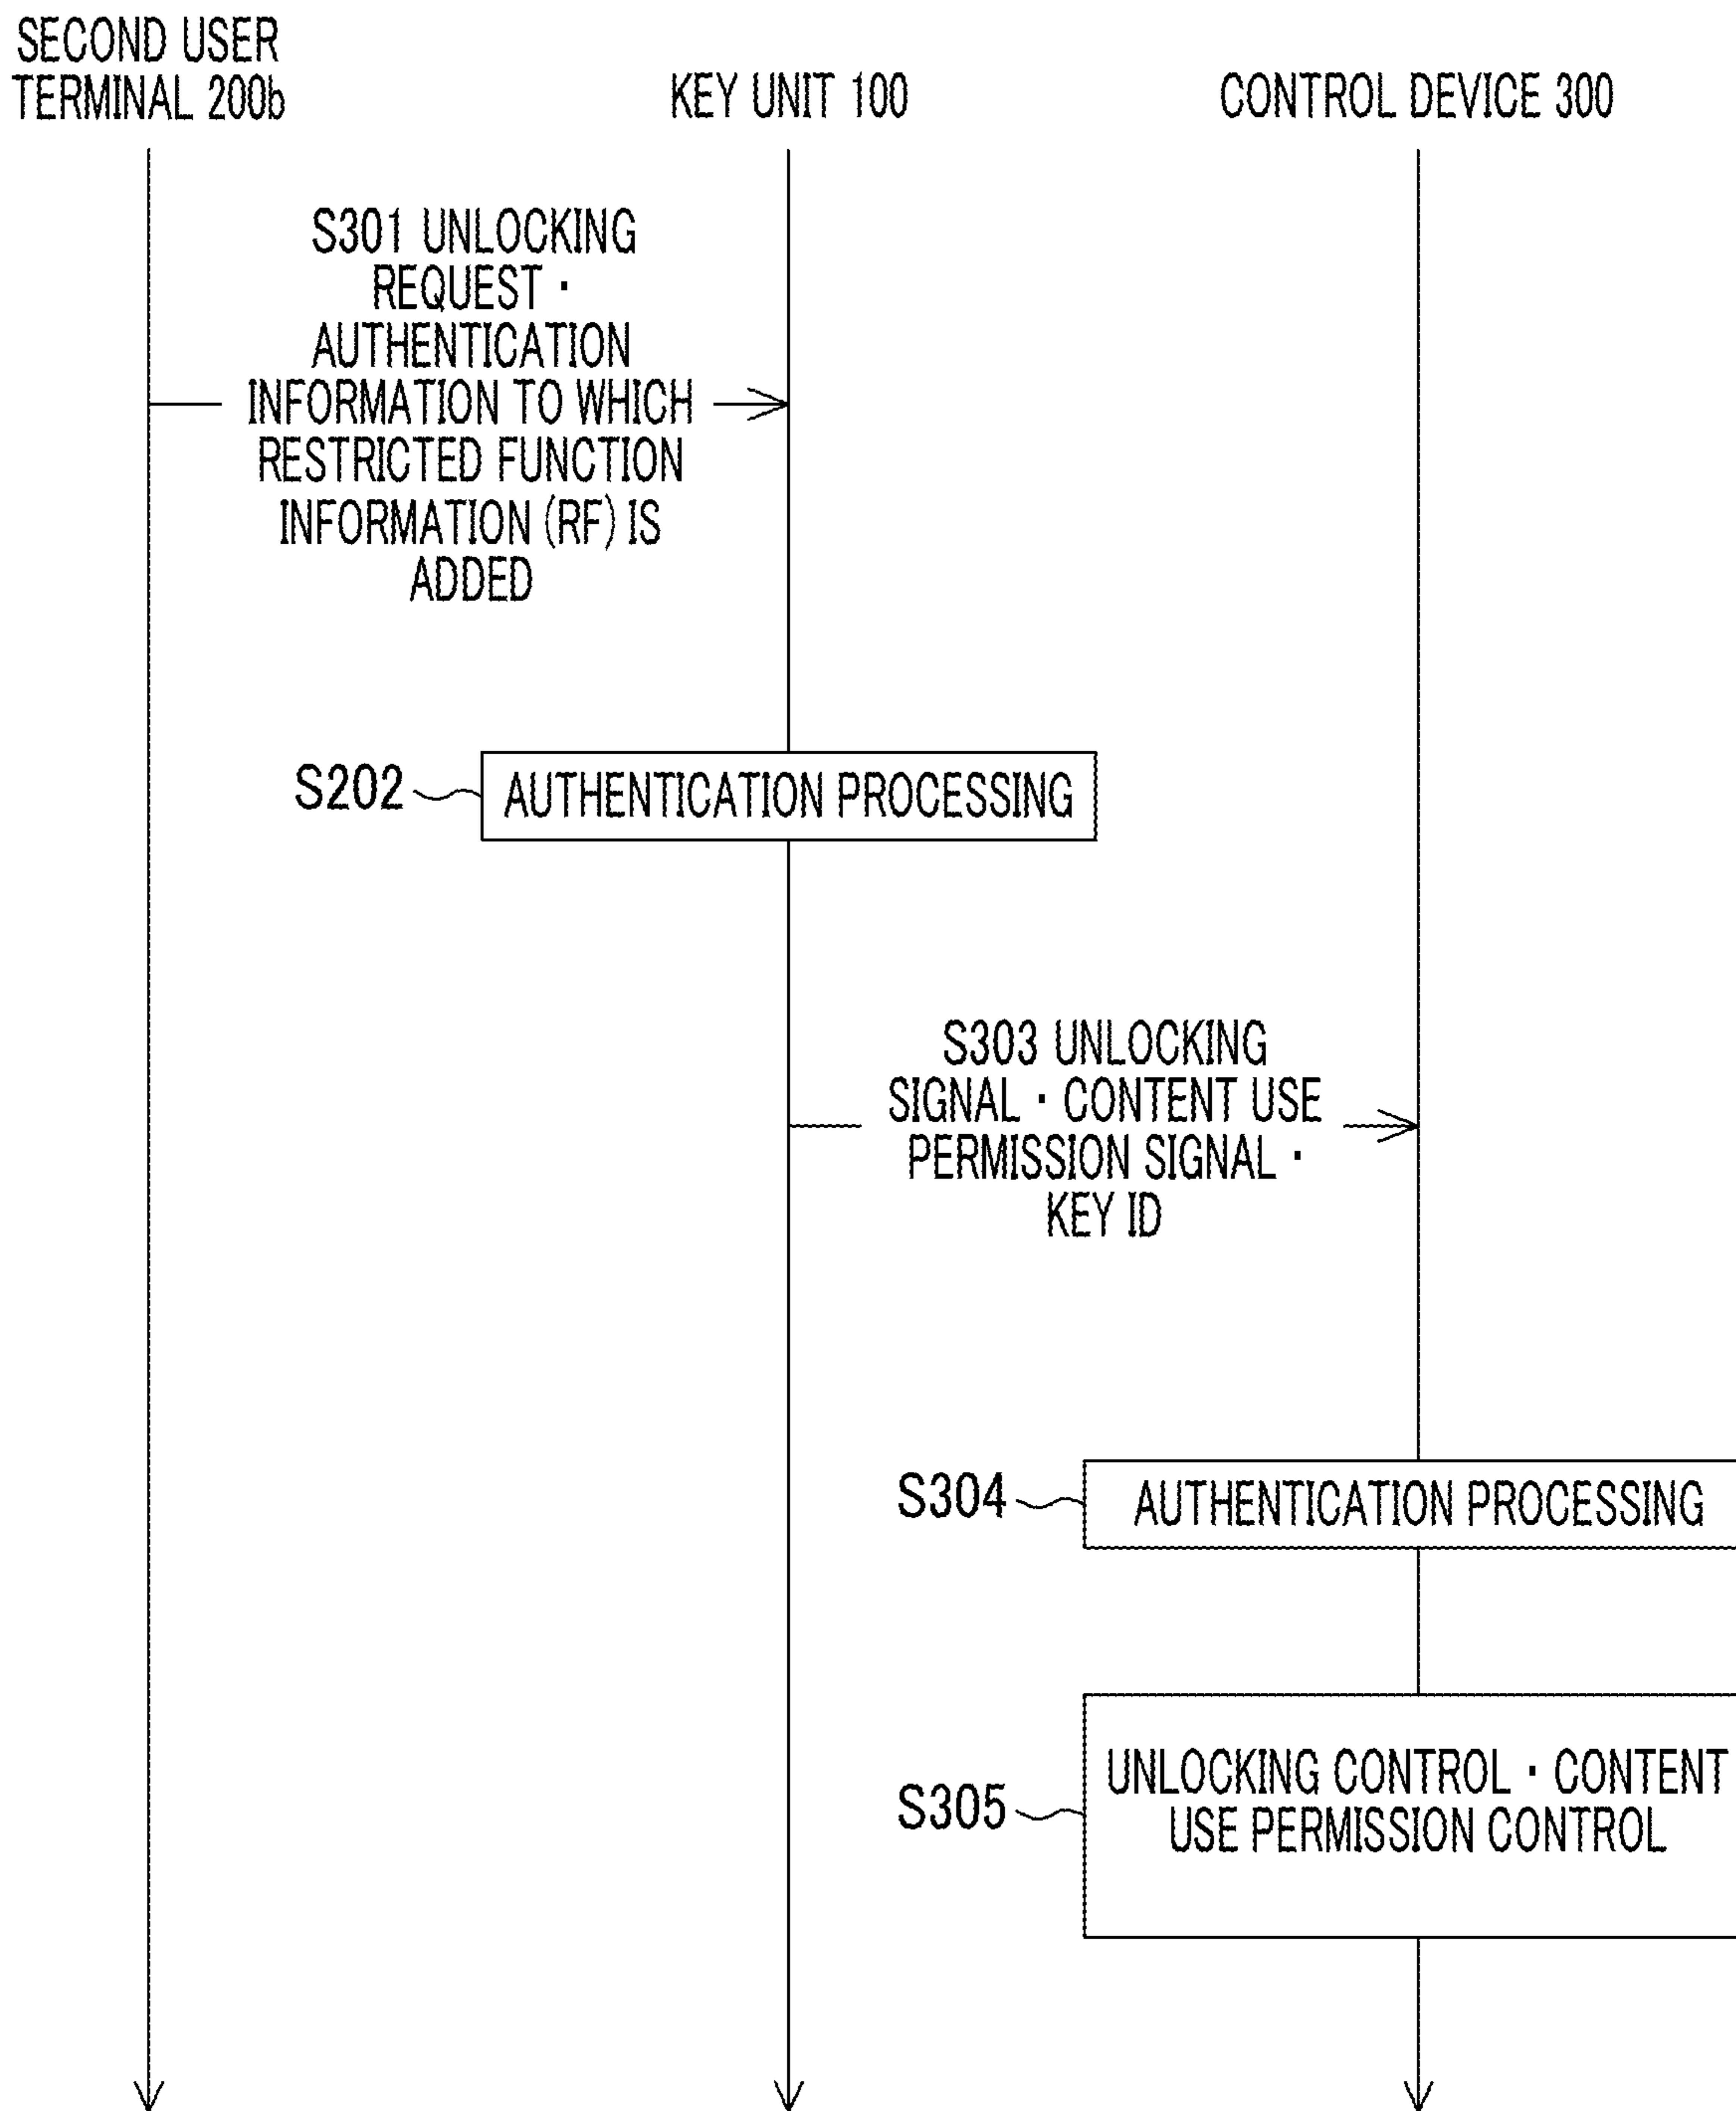 SECOND USER
TERMINAL 200b
KEY UNIT 100
CONTROL DEVICE 300
S301 UNLOCKING
REQUEST・
AUTHENTICATION
INFORMATION TO WHICH
RESTRICTED FUNCTION
INFORMATION (RF) IS
ADDED
S202
AUTHENTICATION PROCESSING
S303 UNLOCKING
SIGNAL・CONTENT USE
PERMISSION SIGNAL・
KEY ID
S304
AUTHENTICATION PROCESSING
S305
UNLOCKING CONTROL・CONTENT
USE PERMISSION CONTROL